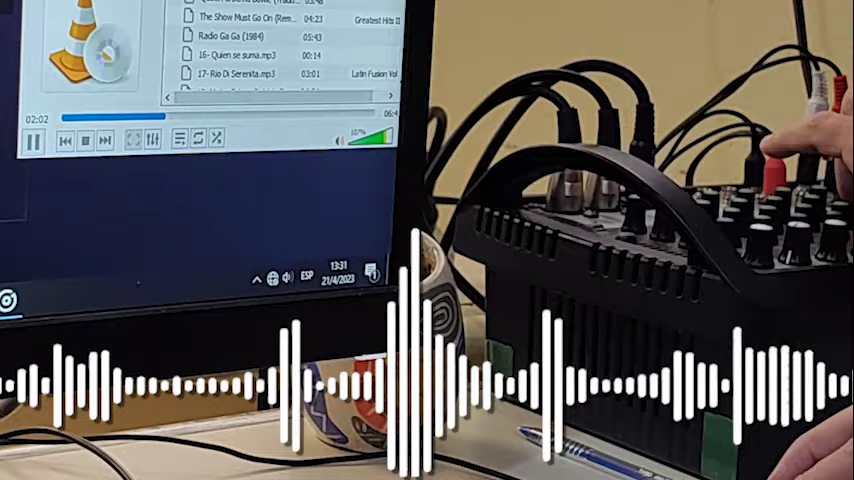 The Show Must Go On (Rem... 04:23 Greatest Hits II
Radio Ga Ga (1984) 05:43
16- Quien se suma.mp3 00:14
17- Rio Di Serenita.mp3 03:01 Latin Fusion Vol
02:02
06:4
107%
ESP
13:31
21/4/2023